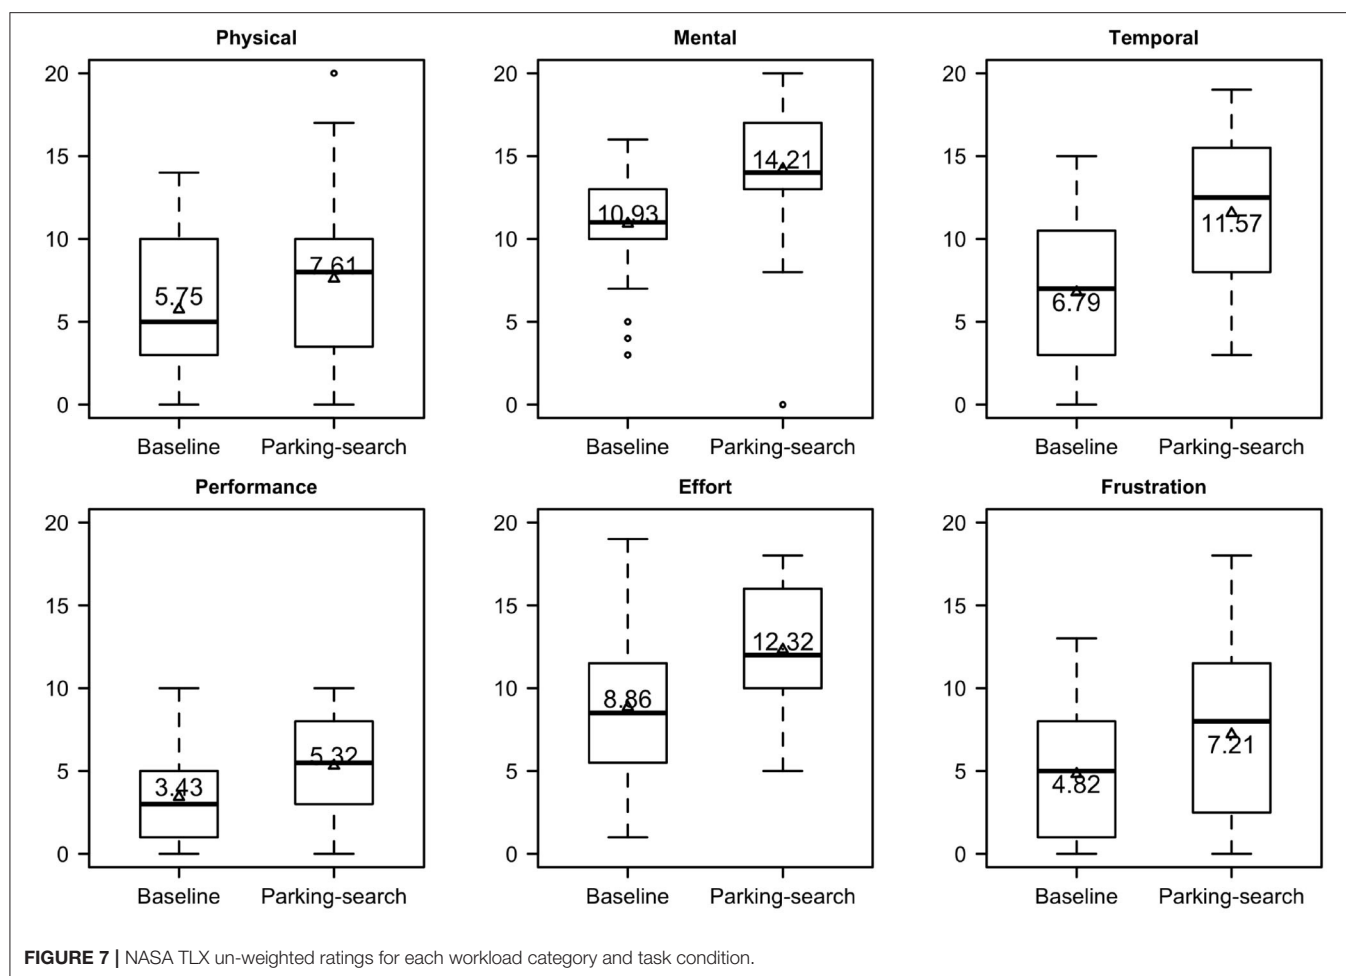 Physical
20
15
10
5
0
5.75
7.61
Baseline
Parking-search
Mental
20
15
10
5
0
10.93
14.21
Baseline
Parking-search
Temporal
20
15
10
5
0
6.79
11.57
Baseline
Parking-search
Performance
20
15
10
5
0
3.43
5.32
Baseline
Parking-search
Effort
20
15
10
5
0
8.86
12.32
Baseline
Parking-search
Frustration
20
15
10
5
0
4.82
7.21
Baseline
Parking-search
FIGURE 7 | NASA TLX un-weighted ratings for each workload category and task condition.